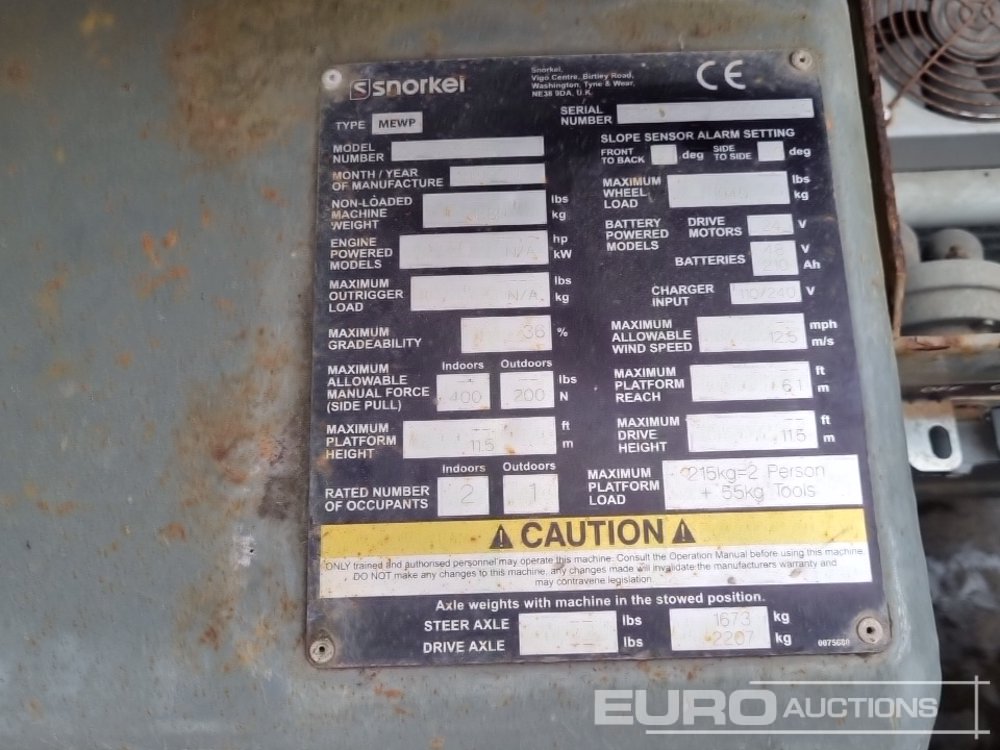 snorkel
Snorkel,
Vigo Centre, Birtley Road,
Washington, Tyne & Wear,
NE38 9DA, U.K.
CE
TYPE MEWP
SERIAL
NUMBER
MODEL
NUMBER
MONTH / YEAR
OF MANUFACTURE
NON-LOADED
MACHINE
WEIGHT
lbs
kg
ENGINE
POWERED
MODELS
N/A
hp
kW
MAXIMUM
OUTRIGGER
LOAD
N/A
lbs
kg
MAXIMUM
GRADEABILITY
36 %
MAXIMUM
ALLOWABLE
MANUAL FORCE
(SIDE PULL)
Indoors Outdoors
-- -- lbs
400 200 N
MAXIMUM
PLATFORM
HEIGHT
-- ft
11.5 m
RATED NUMBER
OF OCCUPANTS
Indoors Outdoors
2 1
SLOPE SENSOR ALARM SETTING
FRONT
TO BACK
deg
SIDE
TO SIDE
deg
MAXIMUM
WHEEL
LOAD
lbs
kg
BATTERY
POWERED
MODELS
DRIVE
MOTORS
V
BATTERIES
48 V
210 Ah
CHARGER
INPUT
110/240 V
MAXIMUM
ALLOWABLE
WIND SPEED
-- mph
12.5 m/s
MAXIMUM
PLATFORM
REACH
-- ft
6.1 m
MAXIMUM
DRIVE
HEIGHT
-- ft
11.5 m
MAXIMUM
PLATFORM
LOAD
215kg=2 Person
+ 55kg Tools
CAUTION
ONLY trained and authorised personnel may operate this machine. Consult the Operation Manual before using this machine.
DO NOT make any changes to this machine, any changes made will invalidate the manufacturers warranty and
may contravene legislation.
Axle weights with machine in the stowed position.
STEER AXLE -- lbs 1673 kg
DRIVE AXLE -- lbs 2207 kg
0075680
EURO AUCTIONS